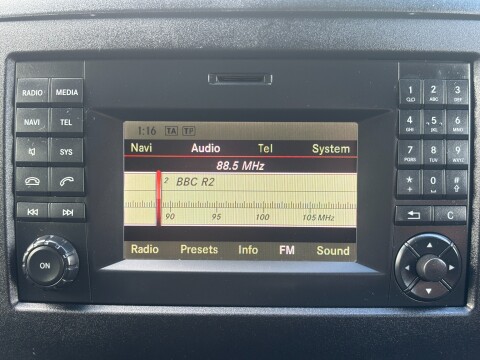 RADIO MEDIA
NAVI TEL
SYS
ON
1:16 TA TP
Navi Audio Tel System
88.5 MHz
2 BBC R2
90 95 100 105 MHz
Radio Presets Info FM Sound
1 2 ABC 3 DEF
4 GHI 5 JKL 6 MNO
7 PQRS 8 TUV 9 WXYZ
* 0 #
C